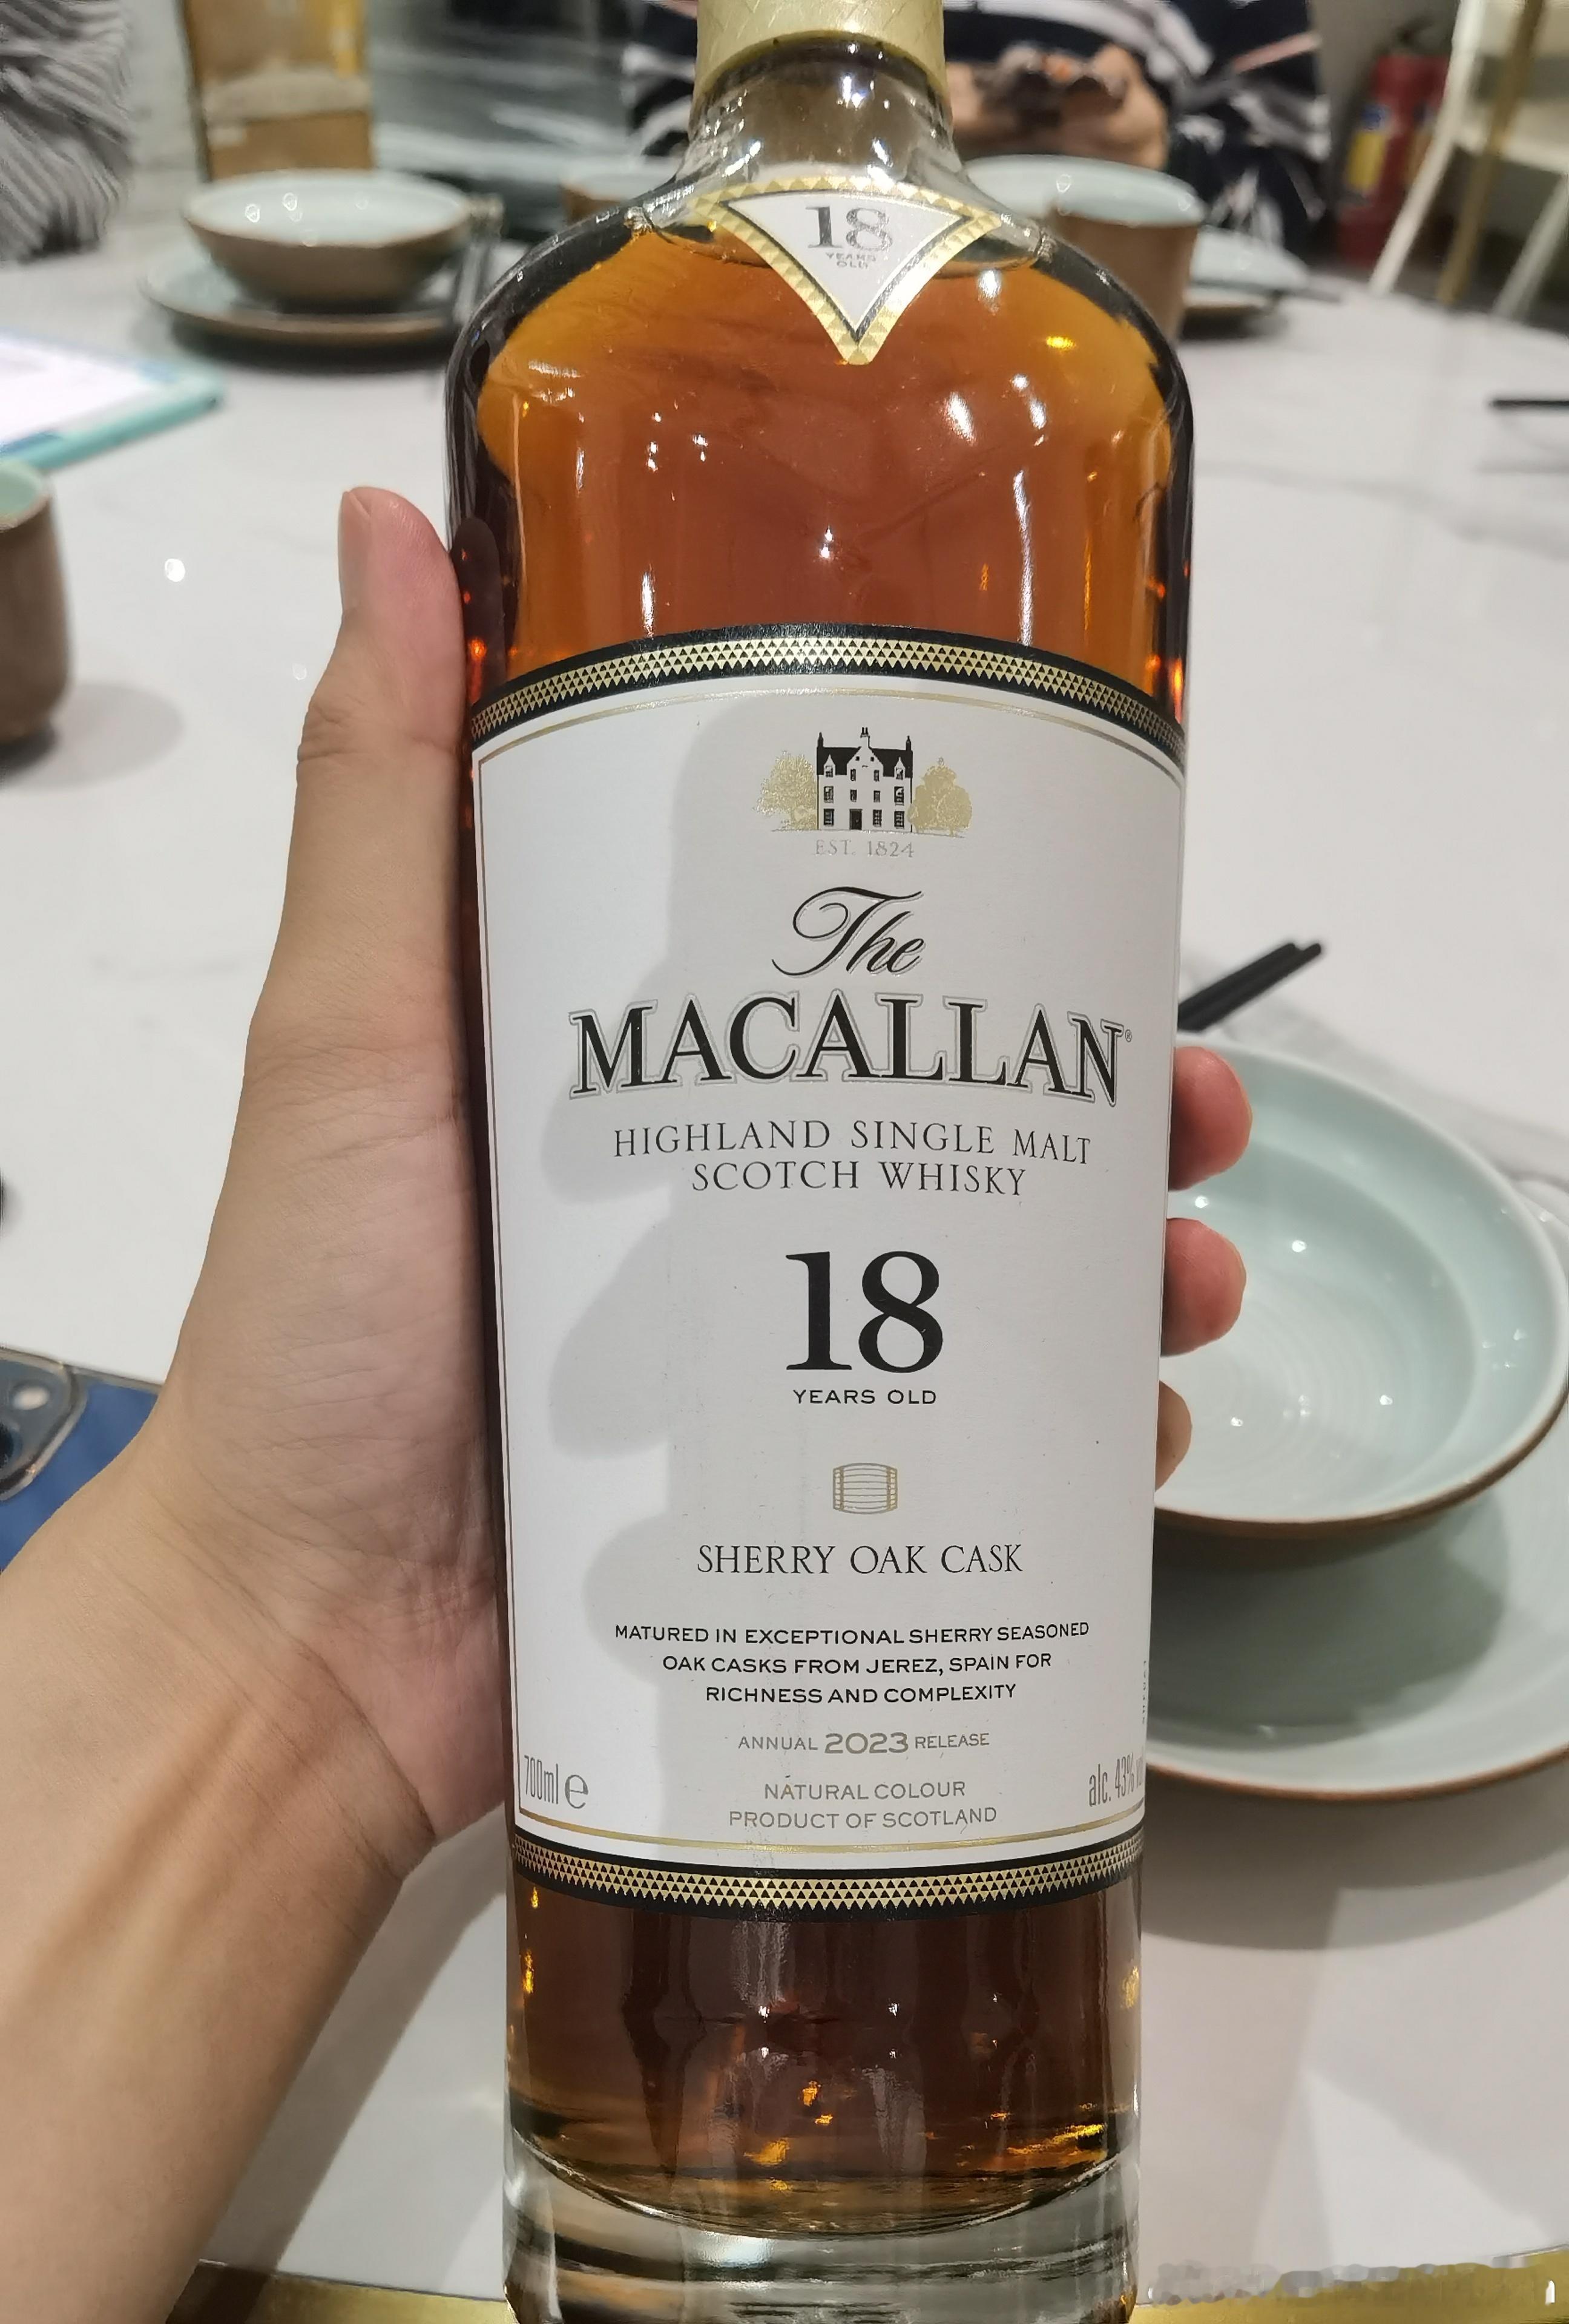 18
YEARS
OLD
EST. 1824
The
MACALLAN®
HIGHLAND SINGLE MALT
SCOTCH WHISKY
18
YEARS OLD
SHERRY OAK CASK
MATURED IN EXCEPTIONAL SHERRY SEASONED
OAK CASKS FROM JEREZ, SPAIN FOR
RICHNESS AND COMPLEXITY
ANNUAL 2023 RELEASE
700ml e
alc. 43%
NATURAL COLOUR
PRODUCT OF SCOTLAND